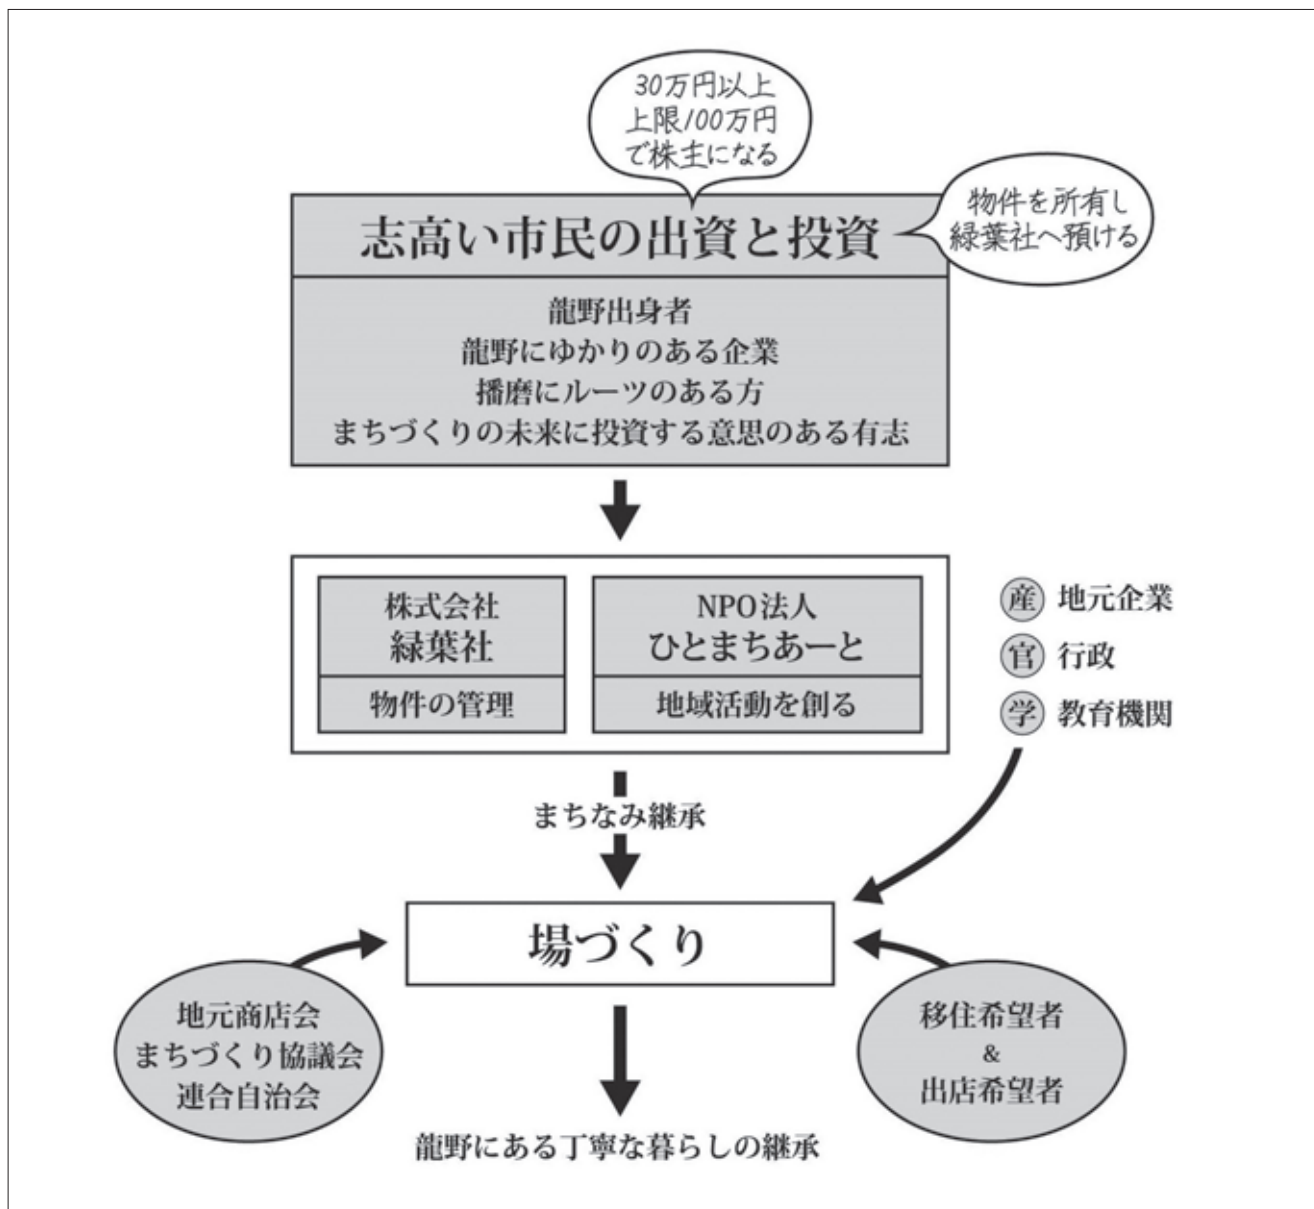 30万円以上
上限100万円
で株主になる
物件を所有し
緑葉社へ預ける
志高い市民の出資と投資
龍野出身者
龍野にゆかりのある企業
播磨にルーツのある方
まちづくりの未来に投資する意思のある有志
株式会社
緑葉社
物件の管理
NPO法人
ひとまちあーと
地域活動を創る
産 地元企業
官 行政
学 教育機関
まちなみ継承
場づくり
地元商店会
まちづくり協議会
連合自治会
移住希望者
&
出店希望者
龍野にある丁寧な暮らしの継承